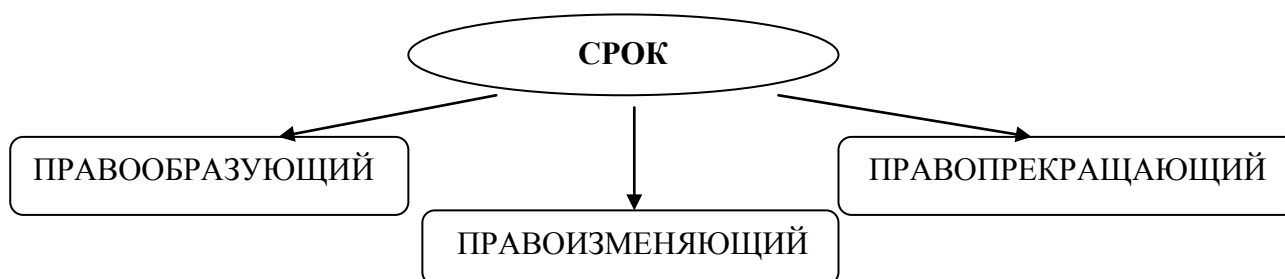 СРОК
ПРАВООБРАЗУЮЩИЙ
ПРАВОПРЕКРАЩАЮЩИЙ
ПРАВОИЗМЕНЯЮЩИЙ